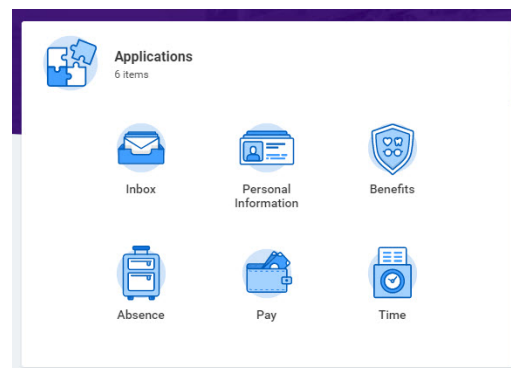 Applications
6 items
Inbox
Personal
Information
Benefits
Absence
Pay
Time